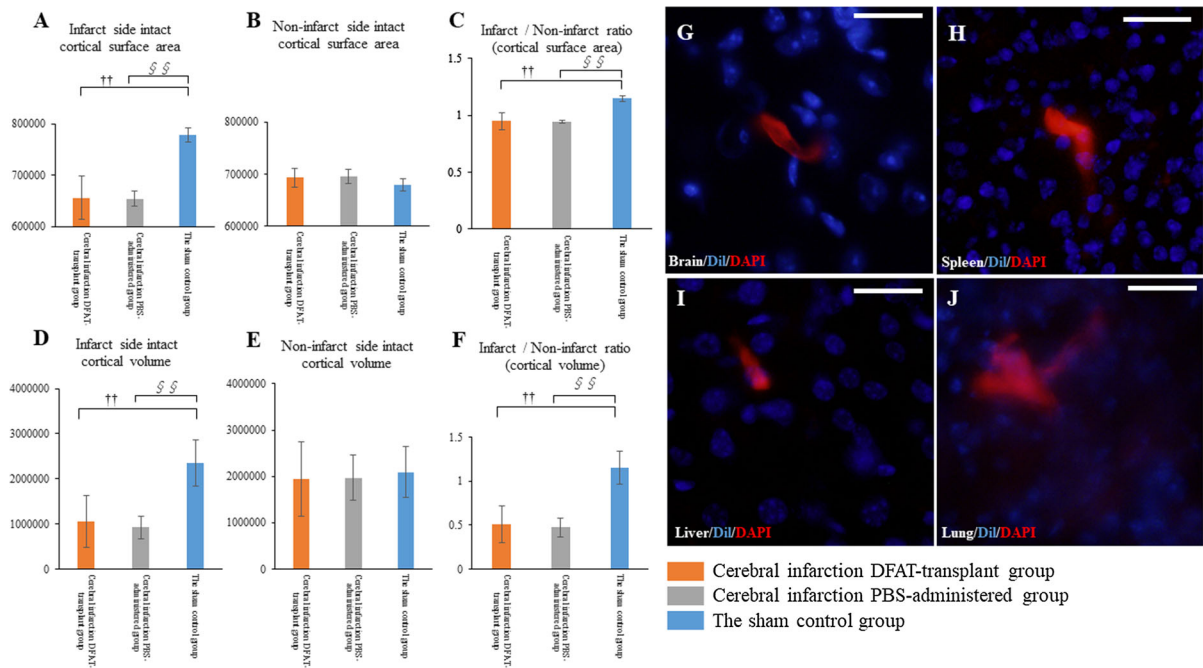 A
Infarct side intact
cortical surface area
††
§ §
800000
700000
600000
Cerebral infarction DFAT-
transplant group
Cerebral infarction PBS-
administered group
The sham control group
B
Non-infarct side intact
cortical surface area
800000
700000
600000
Cerebral infarction DFAT-
transplant group
Cerebral infarction PBS-
administered group
The sham control group
C
Infarct / Non-infarct ratio
(cortical surface area)
1.5
††
§ §
1
0.5
0
Cerebral infarction DFAT-
transplant group
Cerebral infarction PBS-
administered group
The sham control group
D
Infarct side intact
cortical volume
4000000
††
§ §
3000000
2000000
1000000
0
Cerebral infarction DFAT-
transplant group
Cerebral infarction PBS-
administered group
The sham control group
E
Non-infarct side intact
cortical volume
4000000
3000000
2000000
1000000
0
Cerebral infarction DFAT-
transplant group
Cerebral infarction PBS-
administered group
The sham control group
F
Infarct / Non-infarct ratio
(cortical volume)
§ §
††
1.5
1
0.5
0
Cerebral infarction DFAT-
transplant group
Cerebral infarction PBS-
administered group
The sham control group
G
Brain/Dil/DAPI
H
Spleen/Dil/DAPI
I
Liver/Dil/DAPI
J
Lung/Dil/DAPI
Cerebral infarction DFAT-transplant group
Cerebral infarction PBS-administered group
The sham control group